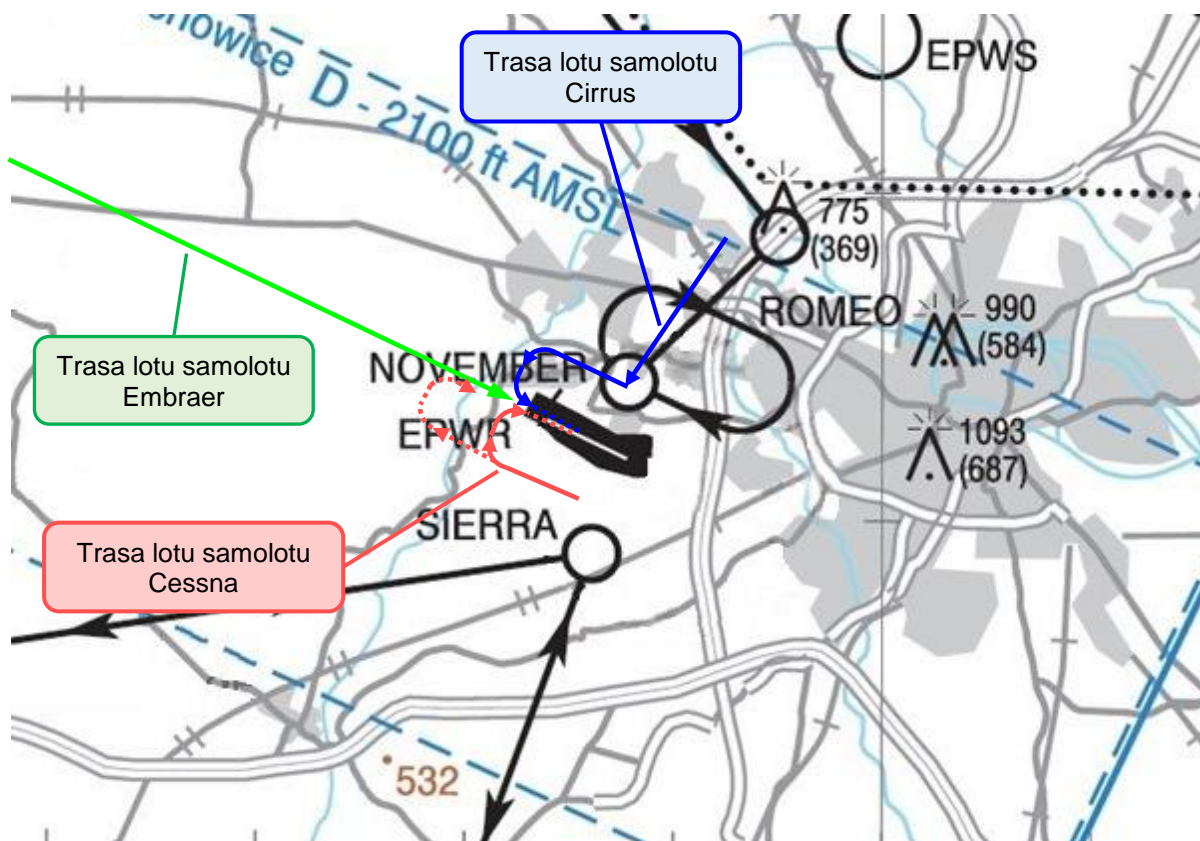 chowice D - 2100 ft AMSL
Trasa lotu samolotu
Cirrus
EPWS
775
(369)
ROMEO
990
(584)
Trasa lotu samolotu
Embraer
NOVEMBER
EPWR
1093
(687)
SIERRA
Trasa lotu samolotu
Cessna
532